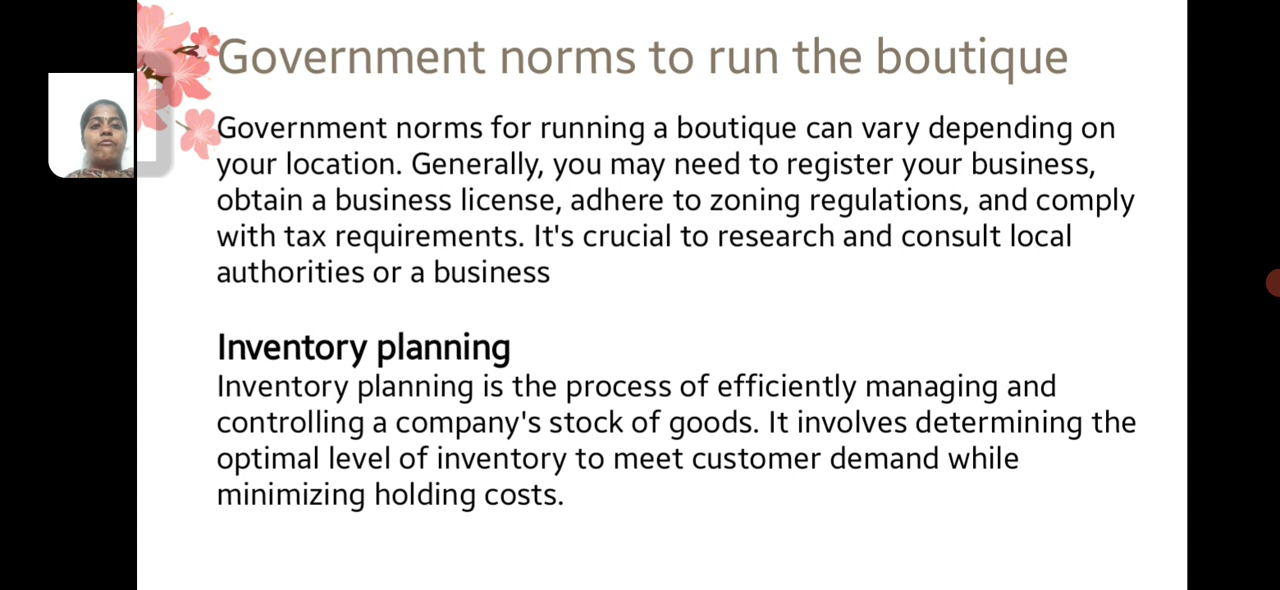 Government norms to run the boutique
Government norms for running a boutique can vary depending on
your location. Generally, you may need to register your business,
obtain a business license, adhere to zoning regulations, and comply
with tax requirements. It's crucial to research and consult local
authorities or a business
Inventory planning
Inventory planning is the process of efficiently managing and
controlling a company's stock of goods. It involves determining the
optimal level of inventory to meet customer demand while
minimizing holding costs.